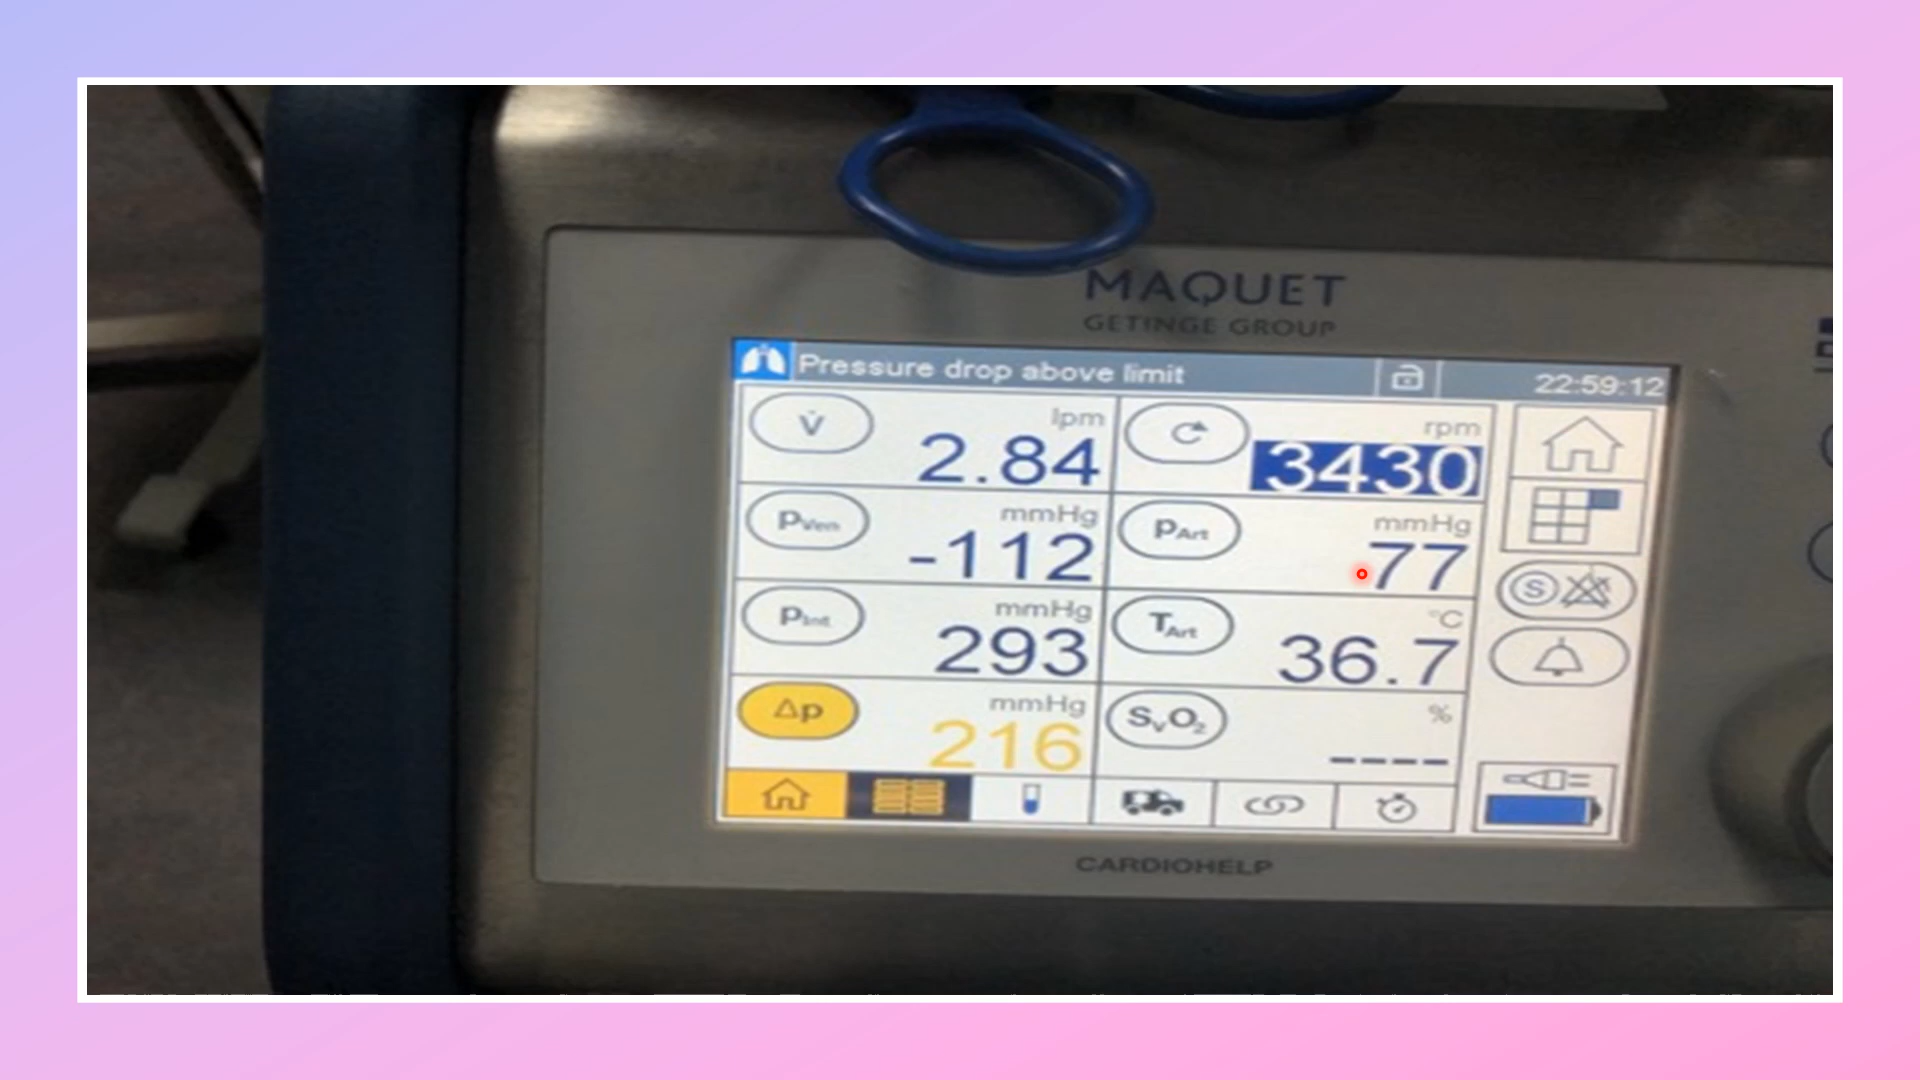 MAQUET
GETINGE GROUP
Pressure drop above limit 22:59:12
V̇ lpm 2.84 rpm 3430
PVen mmHg -112 PArt mmHg 77
PInt mmHg 293 TArt °C 36.7
Δp mmHg 216 SvO₂ % ----
S
CARDIOHELP